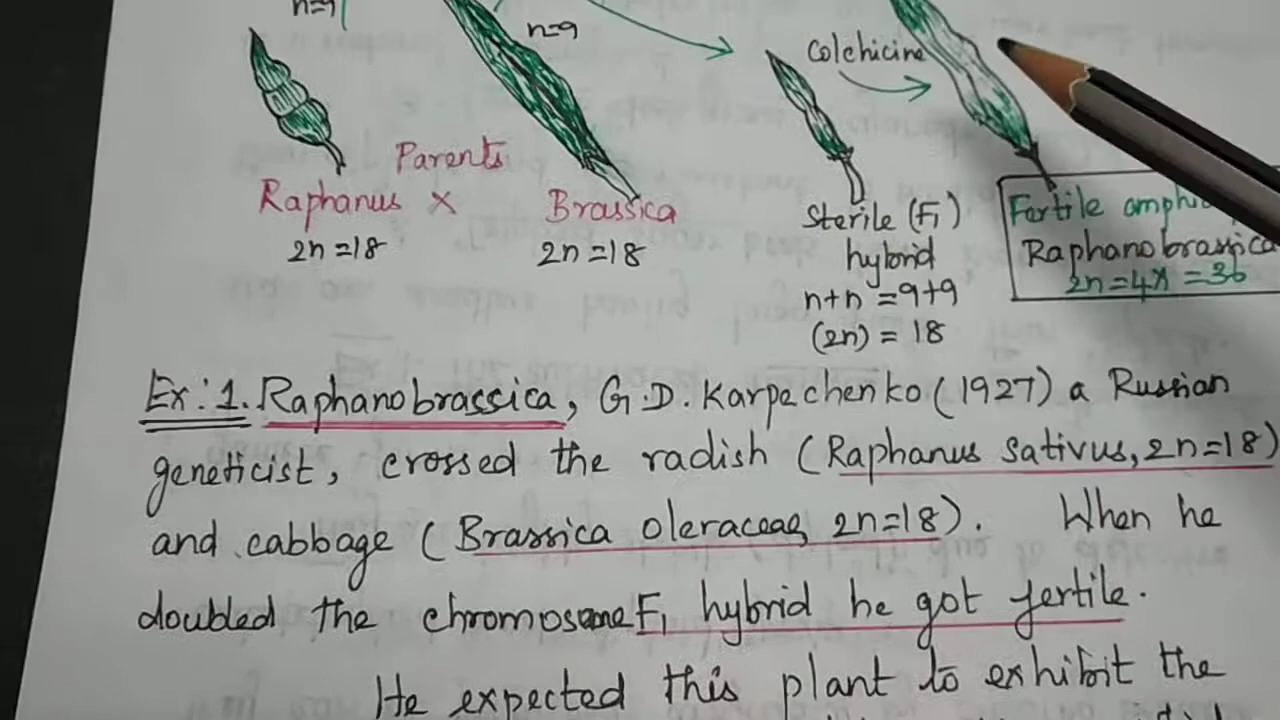 n=9
n=9
Colchicine
Parents
Raphanus × Brassica
2n=18 2n=18
Sterile (F1)
hybrid
n+n=9+9
(2n) = 18
Fertile
Raphanobrassica
2n=4x=36
Ex:1. Raphanobrassica, G.D. Karpechenko (1927) a Russian
geneticist, crossed the radish (Raphanus sativus, 2n=18)
and cabbage (Brassica oleraceae, 2n=18). When he
doubled the chromosome F1 hybrid he got fertile.
He expected this plant to exhibit the